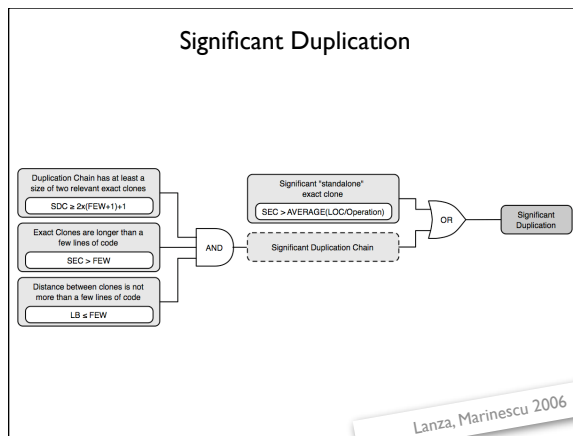 Significant Duplication
Duplication Chain has at least a
size of two relevant exact clones
SDC ≥ 2x(FEW+1)+1
Exact Clones are longer than a
few lines of code
SEC > FEW
Distance between clones is not
more than a few lines of code
LB ≤ FEW
AND
Significant "standalone"
exact clone
SEC > AVERAGE(LOC/Operation)
Significant Duplication Chain
OR
Significant
Duplication
Lanza, Marinescu 2006